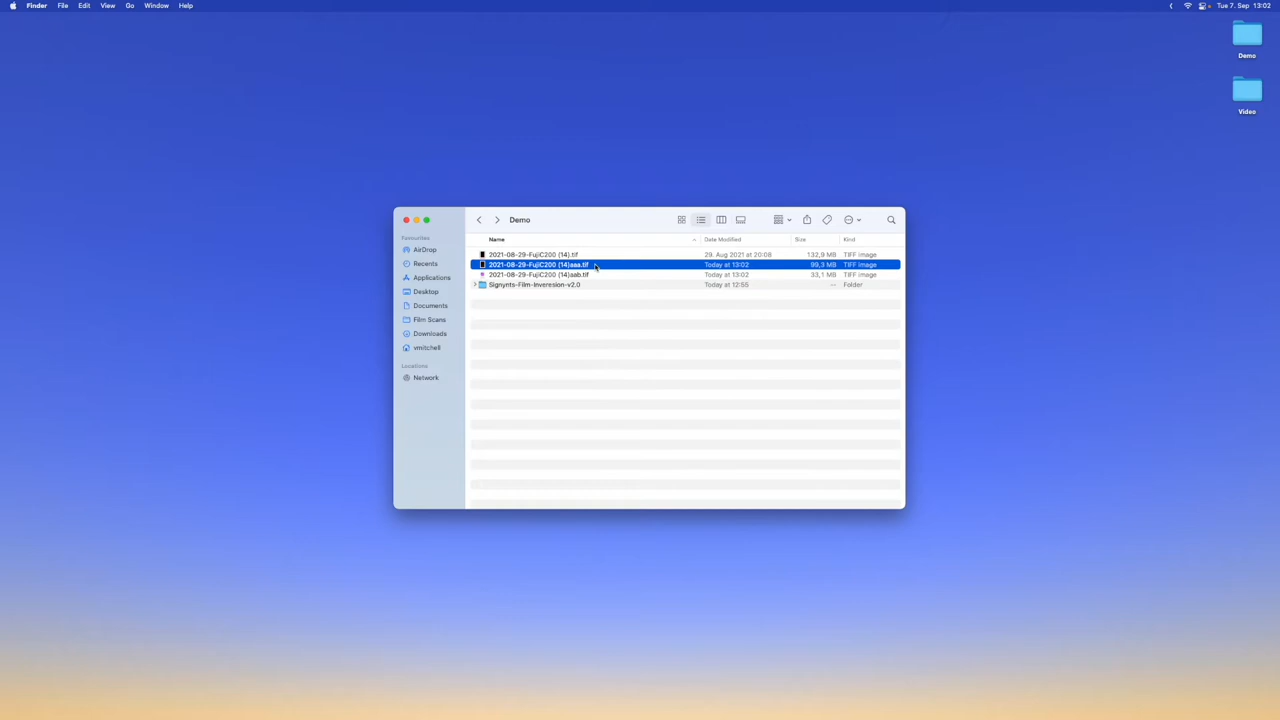 Finder File Edit View Go Window Help Tue 7. Sep 13:02
Demo
Video
Demo
Favourites
AirDrop
Recents
Applications
Desktop
Documents
Film Scans
Downloads
vmitchell
Locations
Network
Name Date Modified Size Kind
2021-08-29-FujiC200 (14).tif 29. Aug 2021 at 20:08 132,9 MB TIFF image
2021-08-29-FujiC200 (14)aaa.tif Today at 13:02 99,3 MB TIFF image
2021-08-29-FujiC200 (14)aab.tif Today at 13:02 33,1 MB TIFF image
Signynts-Film-Inveresion-v2.0 Today at 12:55 -- Folder